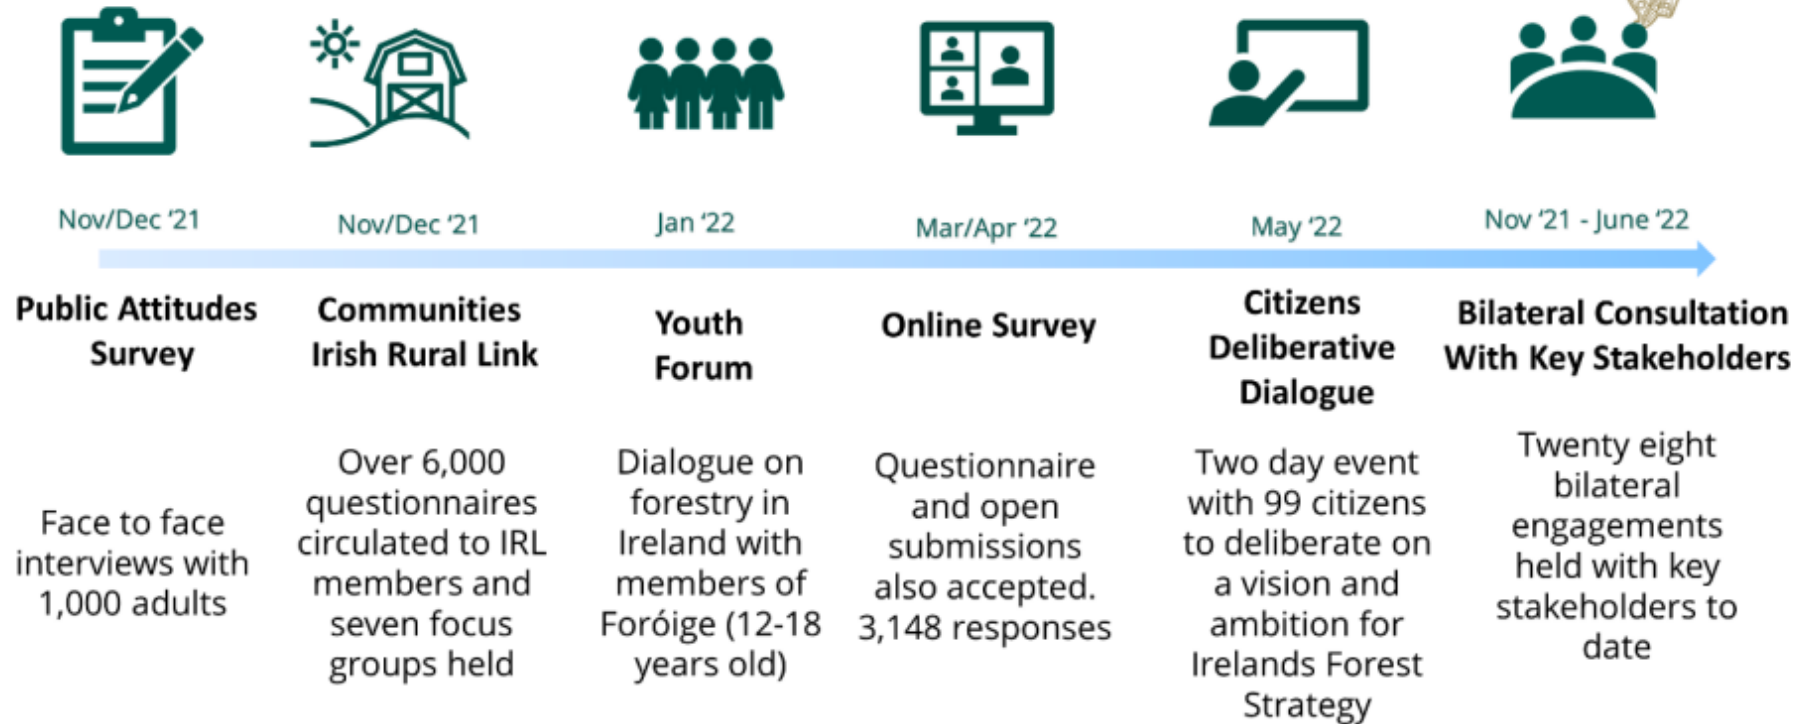 Nov/Dec ‘21
Public Attitudes
Survey
Face to face
interviews with
1,000 adults
Nov/Dec ‘21
Communities
Irish Rural Link
Over 6,000
questionnaires
circulated to IRL
members and
seven focus
groups held
Jan ‘22
Youth
Forum
Dialogue on
forestry in
Ireland with
members of
Foróige (12-18
years old)
Mar/Apr ‘22
Online Survey
Questionnaire
and open
submissions
also accepted.
3,148 responses
May ‘22
Citizens
Deliberative
Dialogue
Two day event
with 99 citizens
to deliberate on
a vision and
ambition for
Irelands Forest
Strategy
Nov ‘21 - June ‘22
Bilateral Consultation
With Key Stakeholders
Twenty eight
bilateral
engagements
held with key
stakeholders to
date